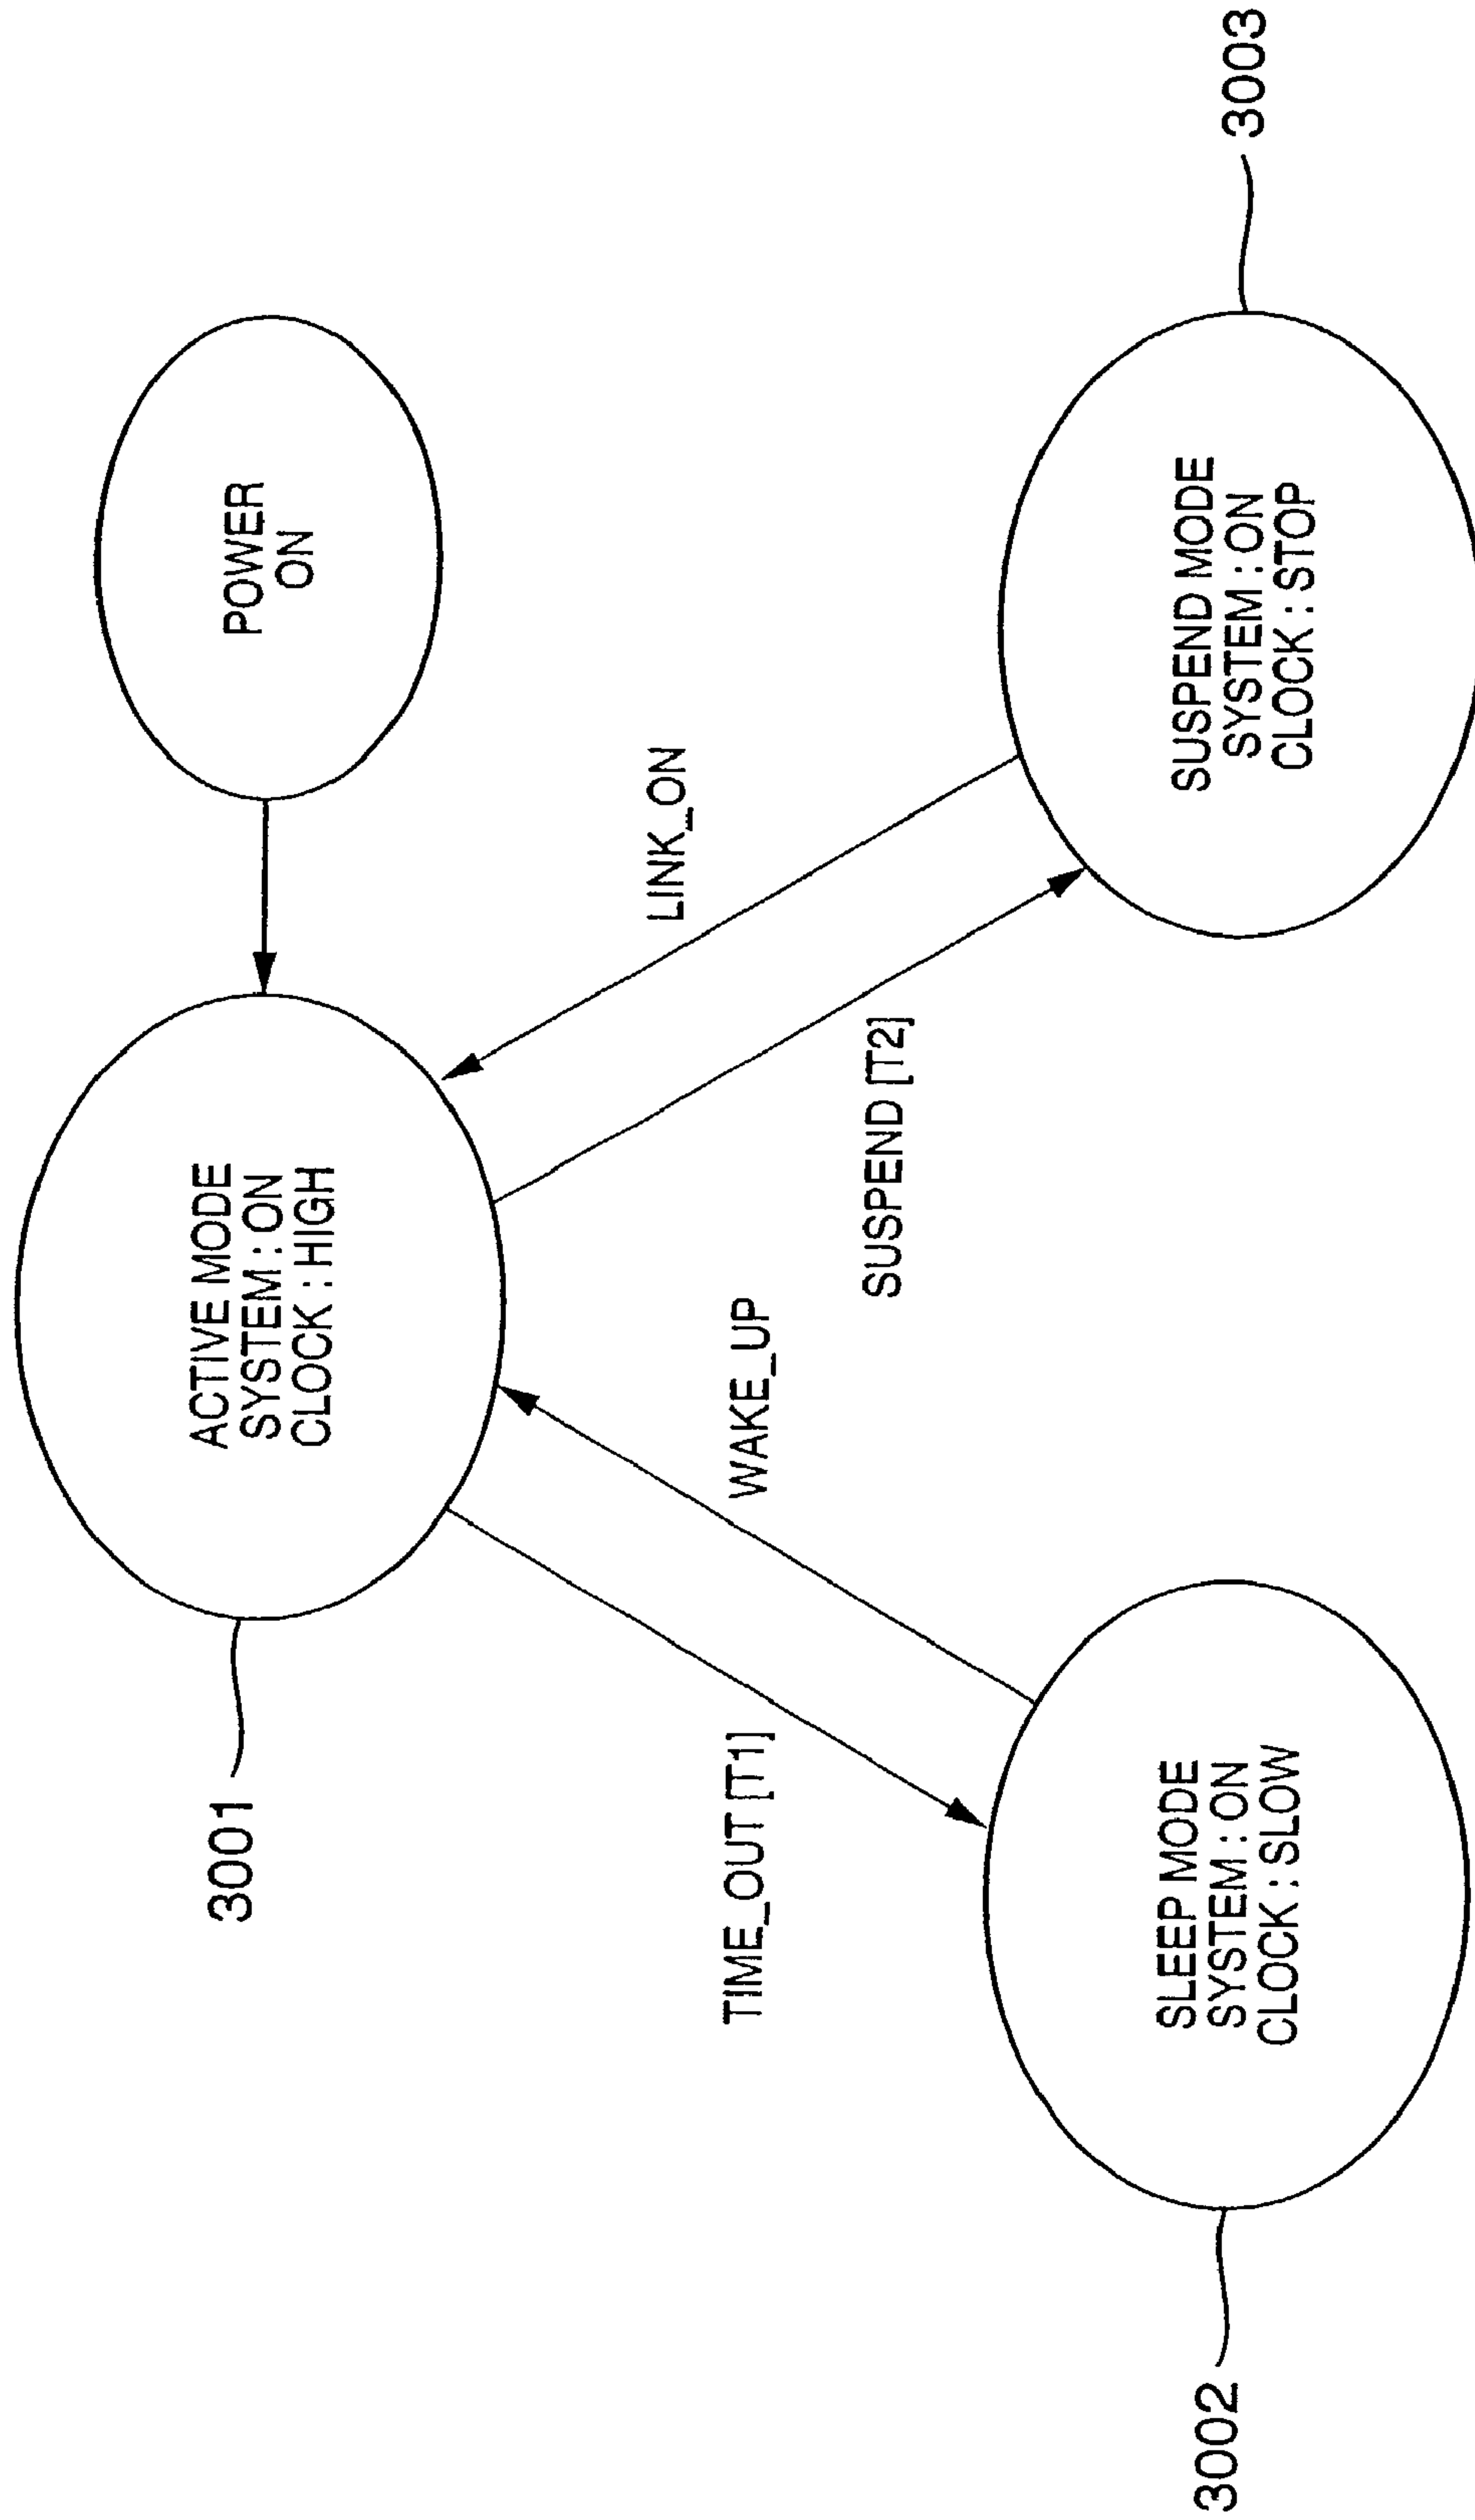 POWER
ON
ACTIVE MODE
SYSTEM : ON
CLOCK : HIGH
3001
LINK_ON
WAKE_UP
SUSPEND [T2]
TIME_OUT [T1]
SLEEP MODE
SYSTEM : ON
CLOCK : SLOW
3002
SUSPEND MODE
SYSTEM : ON
CLOCK : STOP
3003